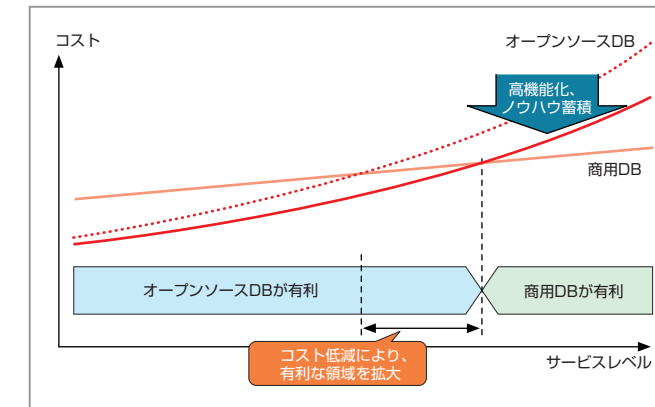 コスト
オープンソースDB
高機能化、
ノウハウ蓄積
商用DB
オープンソースDBが有利
商用DBが有利
コスト低減により、
有利な領域を拡大
サービスレベル